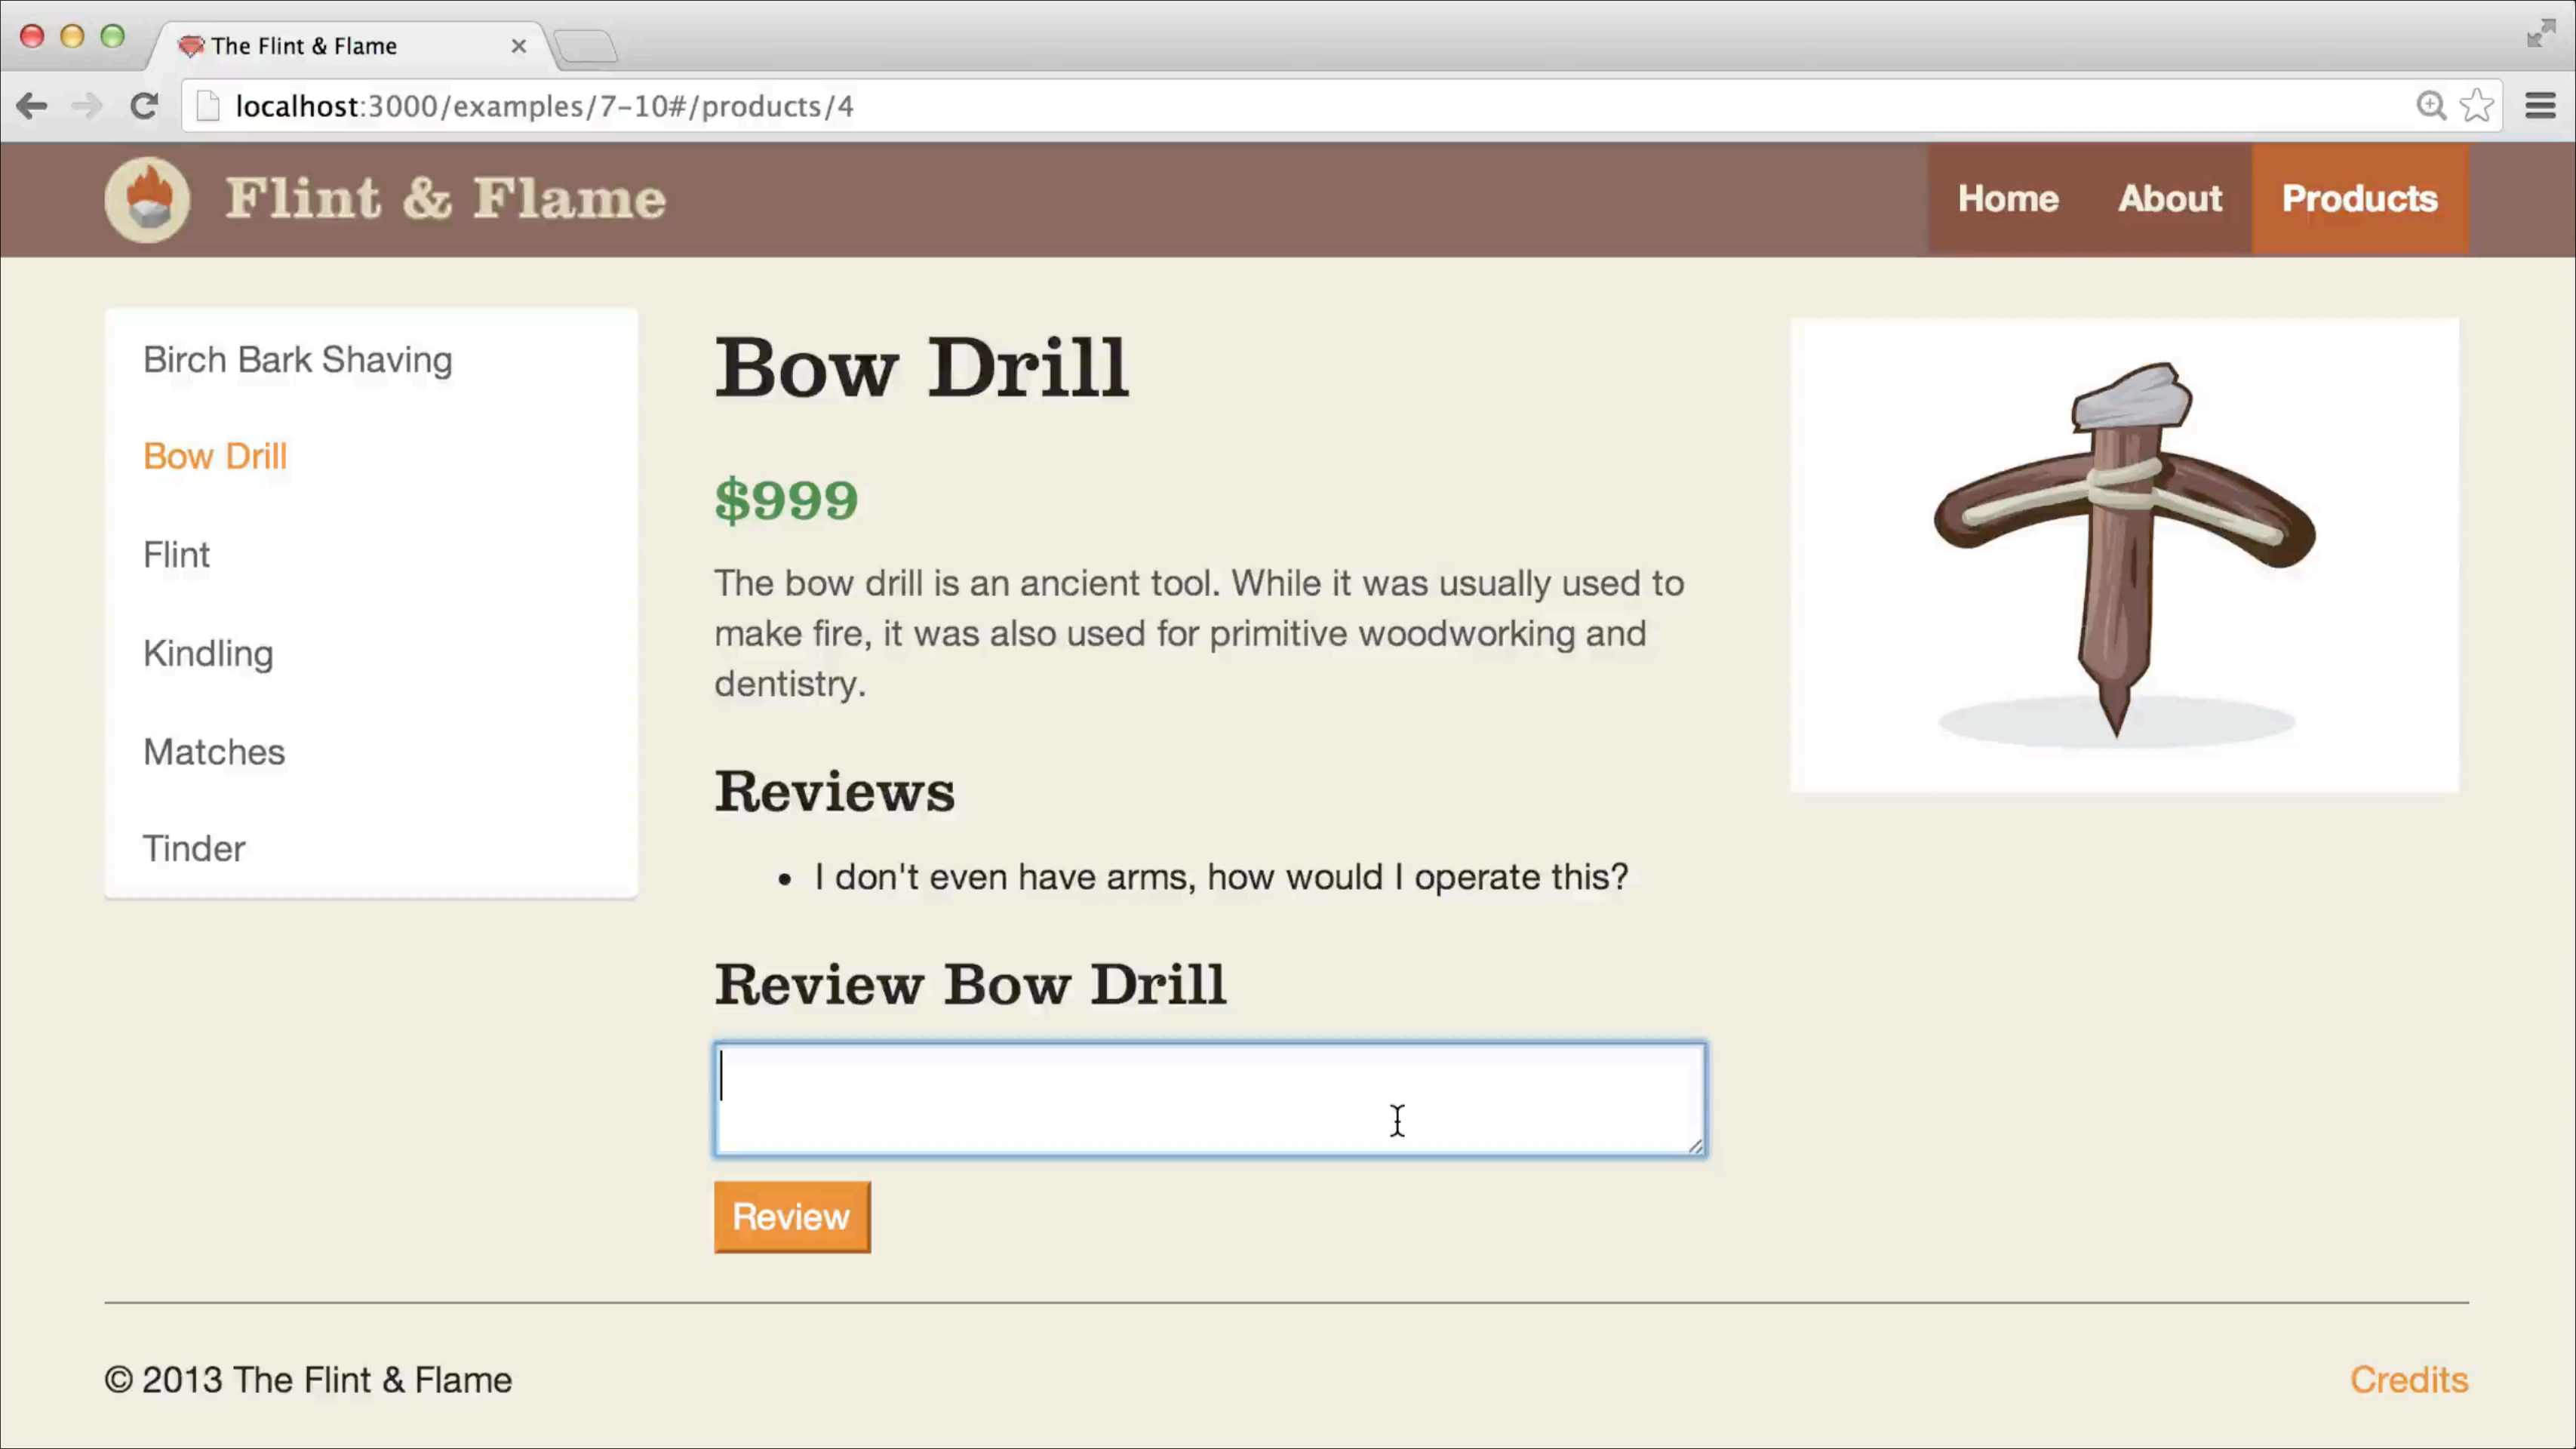 The Flint & Flame
localhost:3000/examples/7-10#/products/4
Flint & Flame
Home
About
Products
Birch Bark Shaving
Bow Drill
Flint
Kindling
Matches
Tinder
Bow Drill
$999
The bow drill is an ancient tool. While it was usually used to
make fire, it was also used for primitive woodworking and
dentistry.
Reviews
• I don't even have arms, how would I operate this?
Review Bow Drill
Review
© 2013 The Flint & Flame
Credits